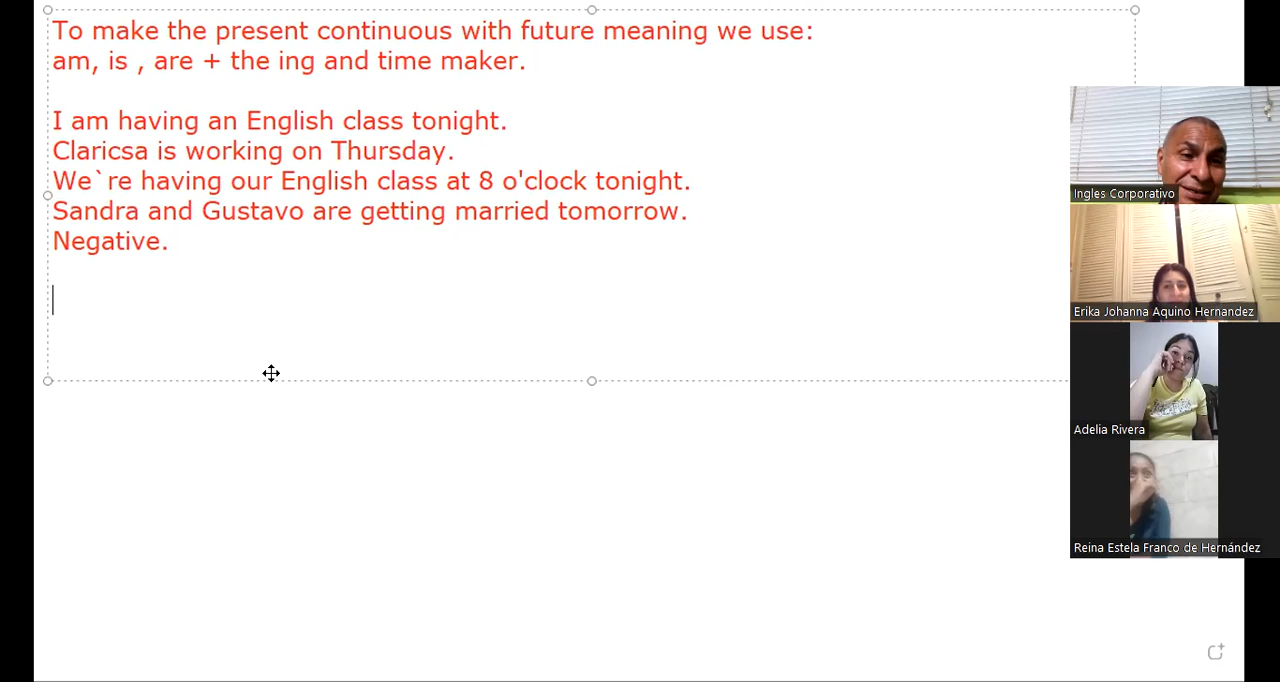 To make the present continuous with future meaning we use:
am, is , are + the ing and time maker.
I am having an English class tonight.
Claricsa is working on Thursday.
We`re having our English class at 8 o'clock tonight.
Sandra and Gustavo are getting married tomorrow.
Negative.
Ingles Corporativo
Erika Johanna Aquino Hernandez
Adelia Rivera
Reina Estela Franco de Hernández